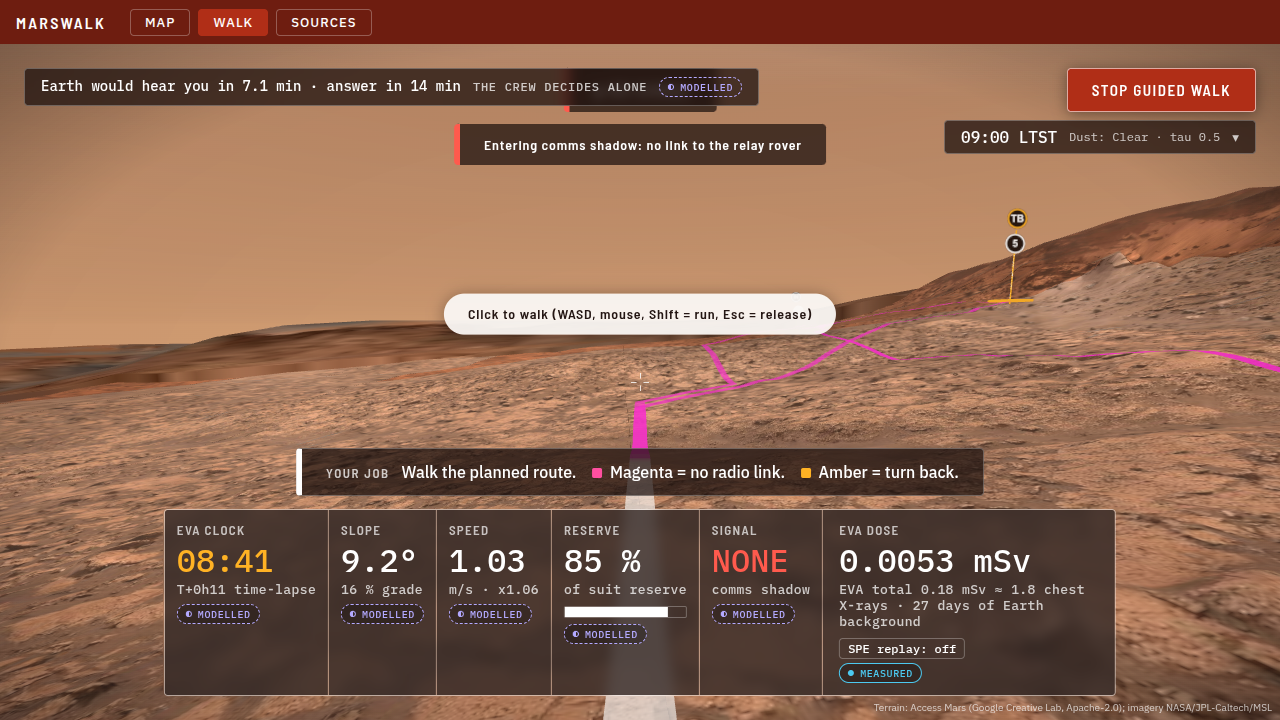 MARSWALK
MAP
WALK
SOURCES
Earth would hear you in 7.1 min · answer in 14 min THE CREW DECIDES ALONE MODELLED
STOP GUIDED WALK
09:00 LTST Dust: Clear · tau 0.5 ▼
Entering comms shadow: no link to the relay rover
TB
5
Click to walk (WASD, mouse, Shift = run, Esc = release)
YOUR JOB Walk the planned route. Magenta = no radio link. Amber = turn back.
EVA CLOCK
08:41
T+0h11 time-lapse
MODELLED
SLOPE
9.2°
16 % grade
MODELLED
SPEED
1.03
m/s · x1.06
MODELLED
RESERVE
85 %
of suit reserve
MODELLED
SIGNAL
NONE
comms shadow
MODELLED
EVA DOSE
0.0053 mSv
EVA total 0.18 mSv ≈ 1.8 chest
X-rays · 27 days of Earth
background
SPE replay: off
MEASURED
Terrain: Access Mars (Google Creative Lab, Apache-2.0); imagery NASA/JPL-Caltech/MSL